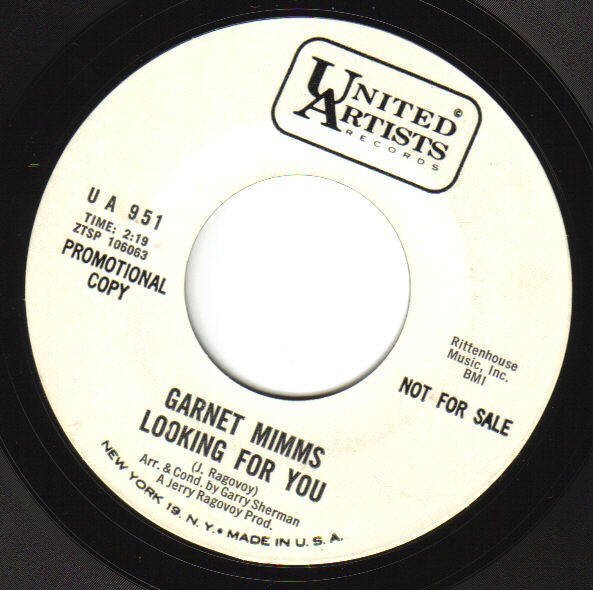 UNITED
ARTISTS
RECORDS
©
U A 951
TIME: 2:19
ZTSP 106063
PROMOTIONAL
COPY
Rittenhouse
Music, Inc.
BMI
NOT FOR SALE
GARNET MIMMS
LOOKING FOR YOU
(J. Ragovoy)
Arr. & Cond. by Garry Sherman
A Jerry Ragovoy Prod.
NEW YORK 19, N. Y. • MADE IN U. S. A.